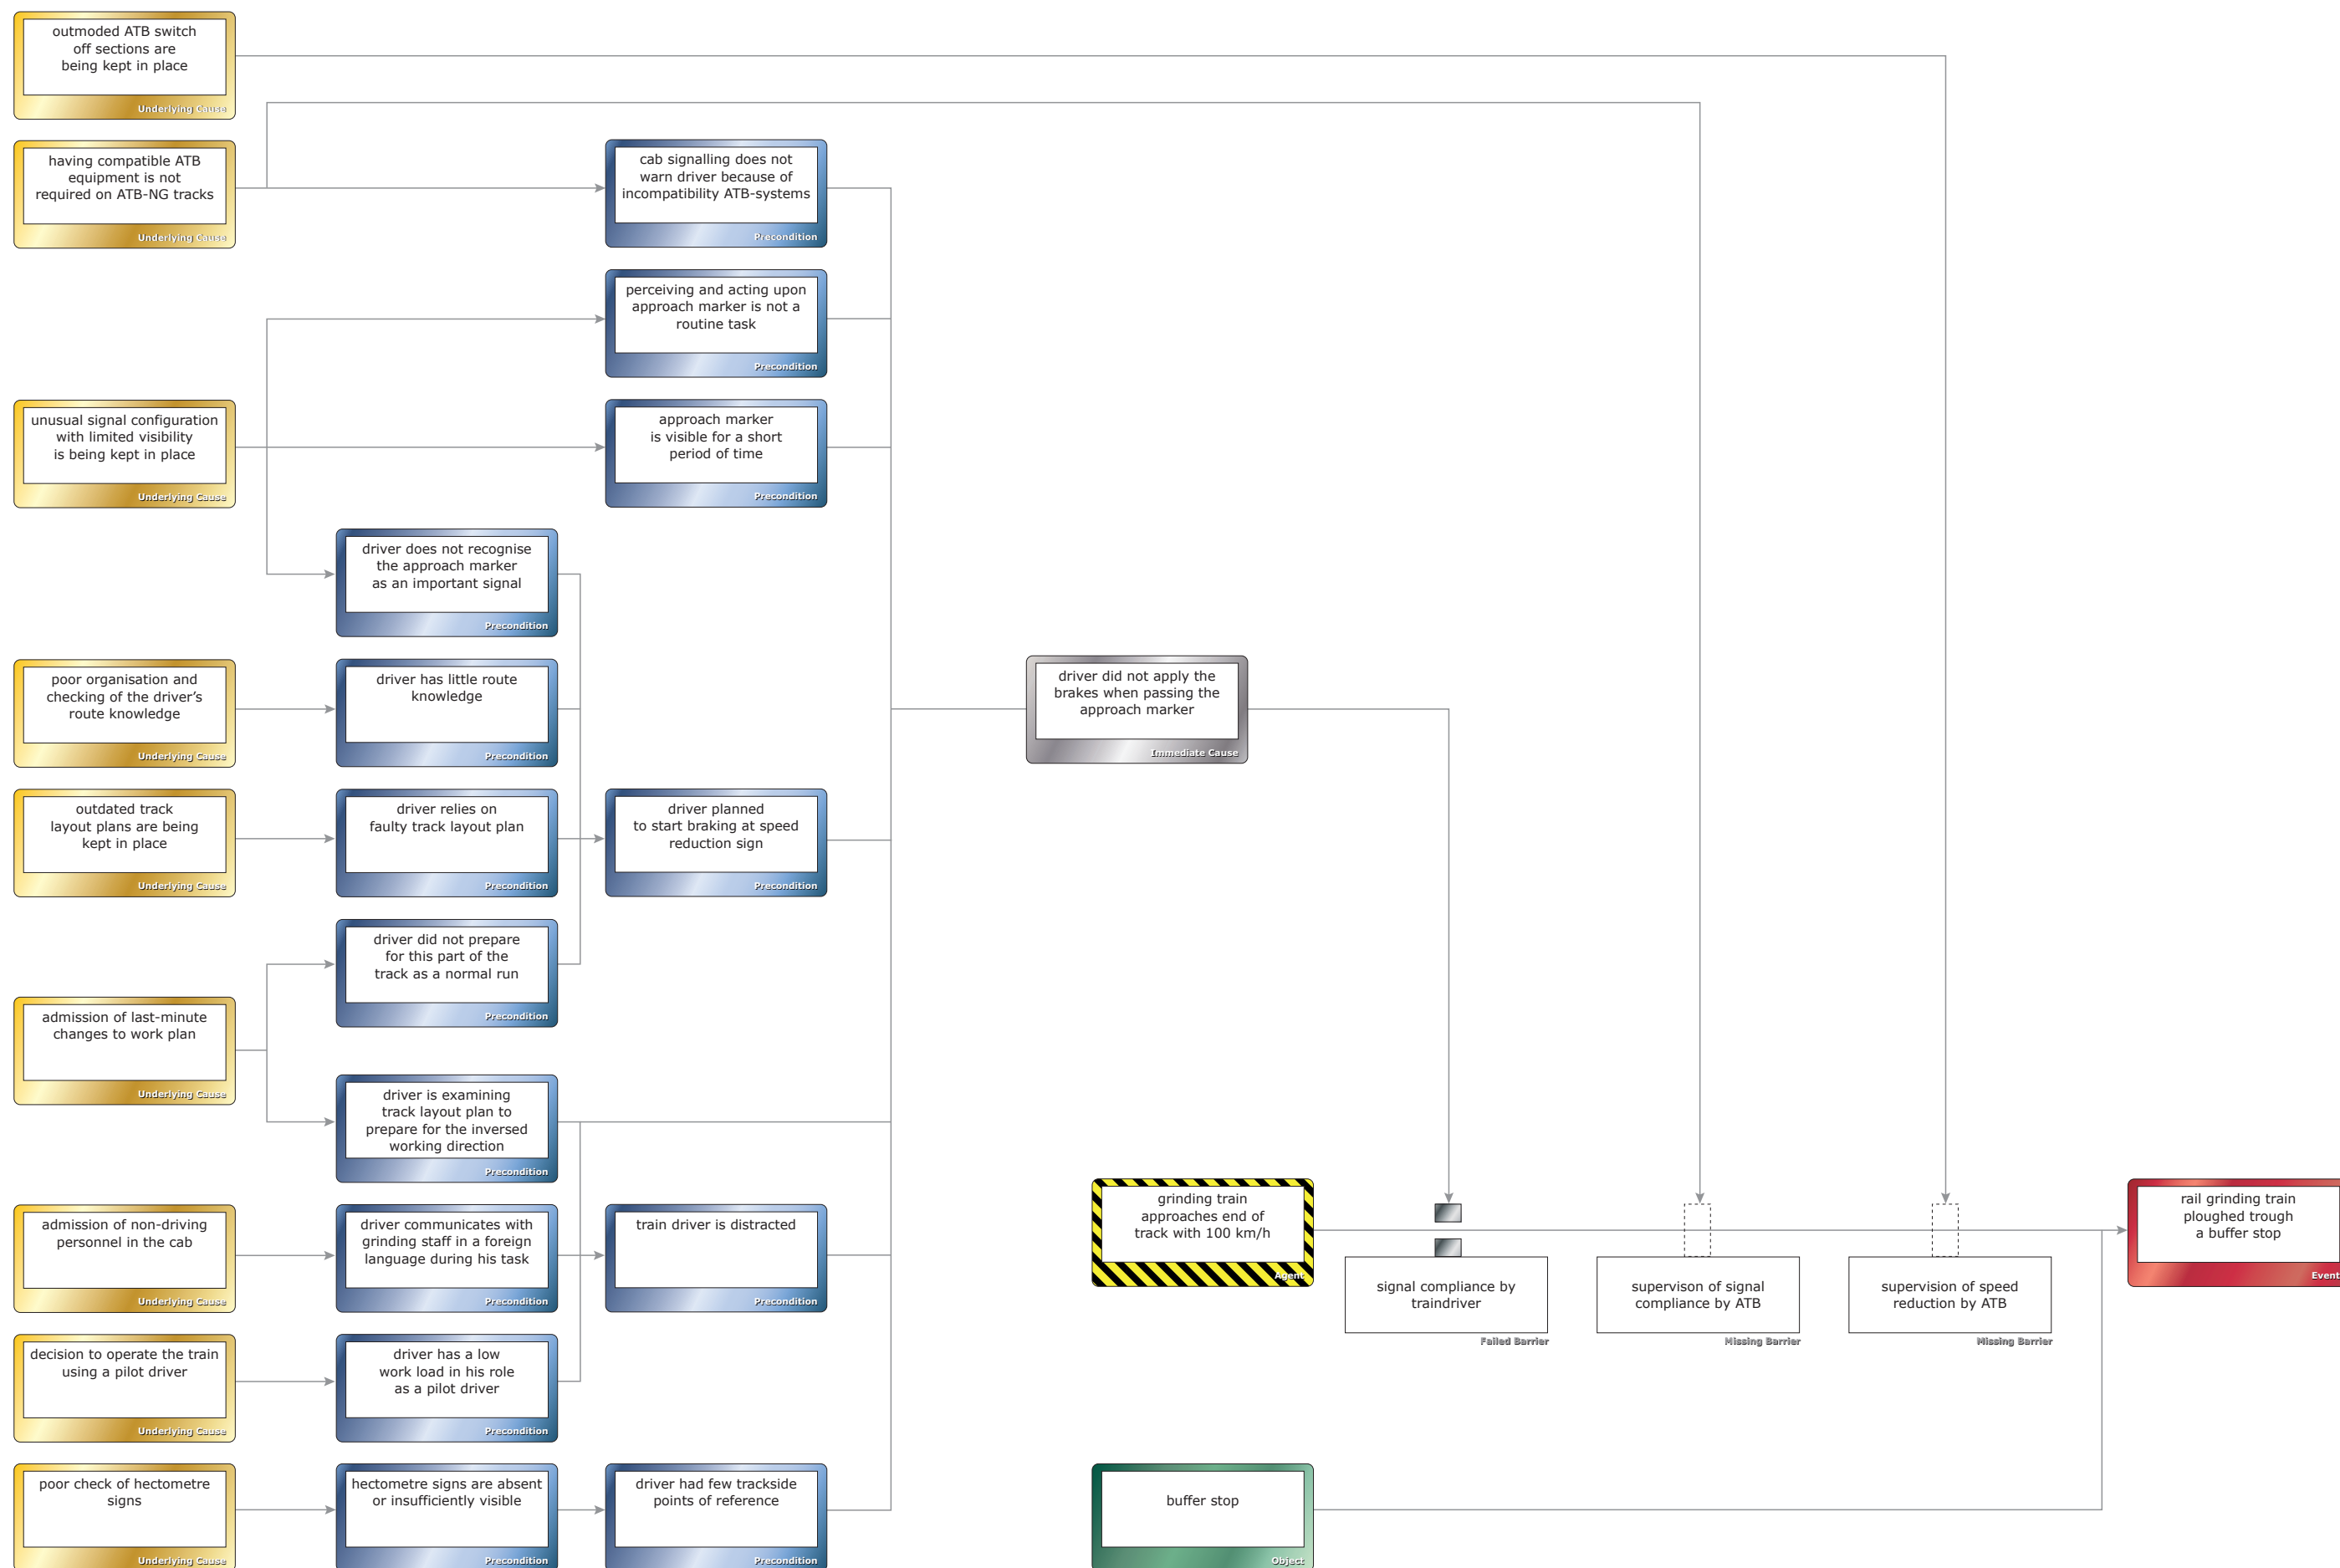 outmoded ATB switch
off sections are
being kept in place
Underlying Cause
having compatible ATB
equipment is not
required on ATB-NG tracks
Underlying Cause
cab signalling does not
warn driver because of
incompatibility ATB-systems
Precondition
perceiving and acting upon
approach marker is not a
routine task
Precondition
unusual signal configuration
with limited visibility
is being kept in place
Underlying Cause
approach marker
is visible for a short
period of time
Precondition
driver does not recognise
the approach marker
as an important signal
Precondition
poor organisation and
checking of the driver’s
route knowledge
Underlying Cause
driver has little route
knowledge
Precondition
driver did not apply the
brakes when passing the
approach marker
Immediate Cause
outdated track
layout plans are being
kept in place
Underlying Cause
driver relies on
faulty track layout plan
Precondition
driver planned
to start braking at speed
reduction sign
Precondition
driver did not prepare
for this part of the
track as a normal run
Precondition
admission of last-minute
changes to work plan
Underlying Cause
driver is examining
track layout plan to
prepare for the inversed
working direction
Precondition
admission of non-driving
personnel in the cab
Underlying Cause
driver communicates with
grinding staff in a foreign
language during his task
Precondition
train driver is distracted
Precondition
grinding train
approaches end of
track with 100 km/h
Agent
signal compliance by
traindriver
Failed Barrier
supervison of signal
compliance by ATB
Missing Barrier
supervision of speed
reduction by ATB
Missing Barrier
rail grinding train
ploughed trough
a buffer stop
Event
decision to operate the train
using a pilot driver
Underlying Cause
driver has a low
work load in his role
as a pilot driver
Precondition
poor check of hectometre
signs
Underlying Cause
hectometre signs are absent
or insufficiently visible
Precondition
driver had few trackside
points of reference
Precondition
buffer stop
Object